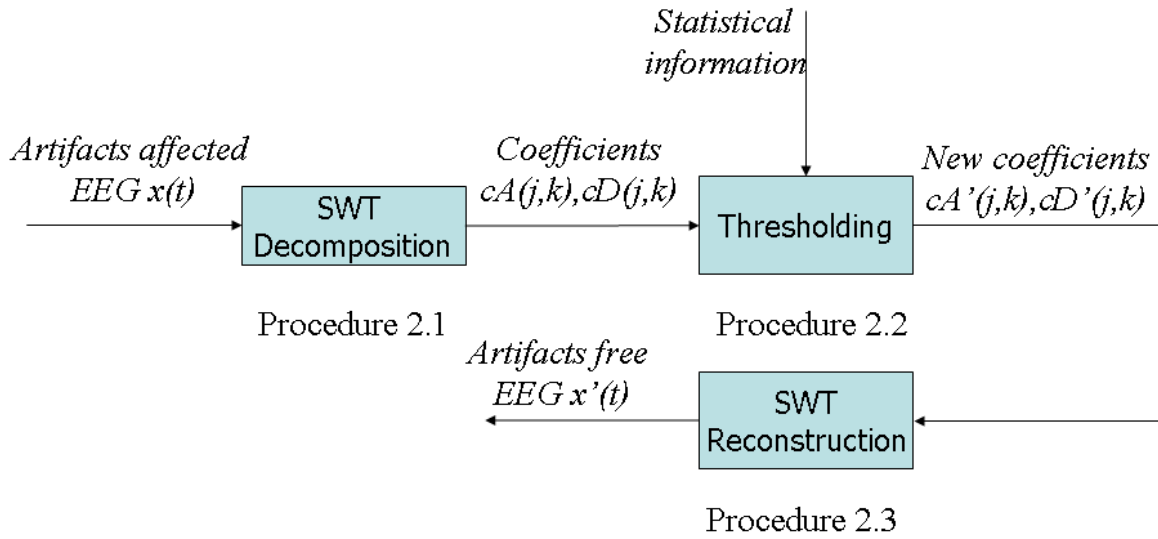 Statistical
information
Artifacts affected
EEG x(t)
Coefficients
cA(j,k),cD(j,k)
New coefficients
cA’(j,k),cD’(j,k)
SWT
Decomposition
Thresholding
Procedure 2.1
Procedure 2.2
Artifacts free
EEG x’(t)
SWT
Reconstruction
Procedure 2.3